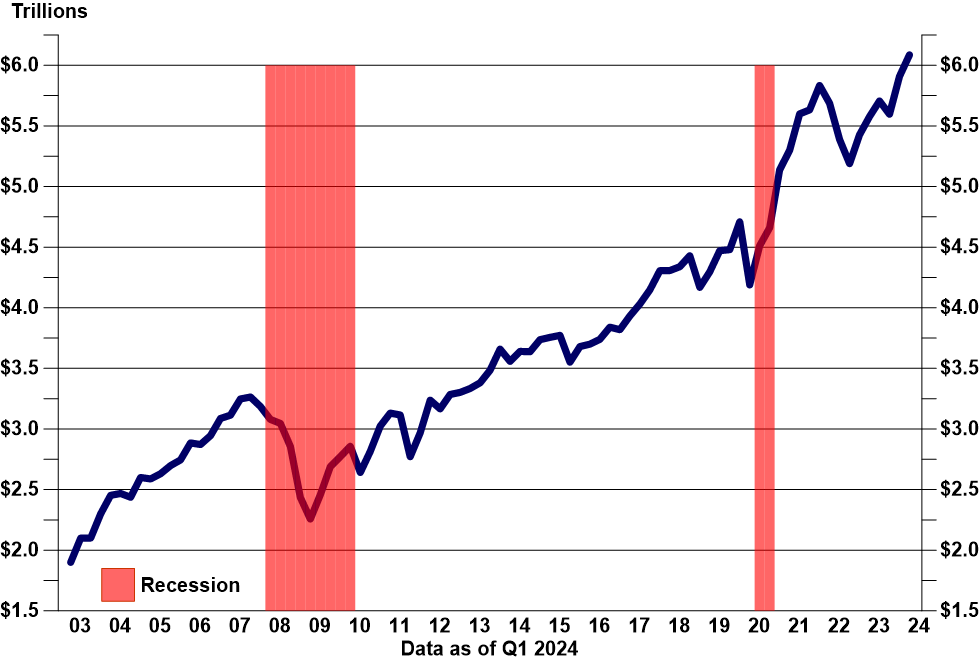 Trillions
$6.0 $6.0
$5.5 $5.5
$5.0 $5.0
$4.5 $4.5
$4.0 $4.0
$3.5 $3.5
$3.0 $3.0
$2.5 $2.5
$2.0 $2.0
Recession
$1.5 $1.5
03 04 05 06 07 08 09 10 11 12 13 14 15 16 17 18 19 20 21 22 23 24
Data as of Q1 2024